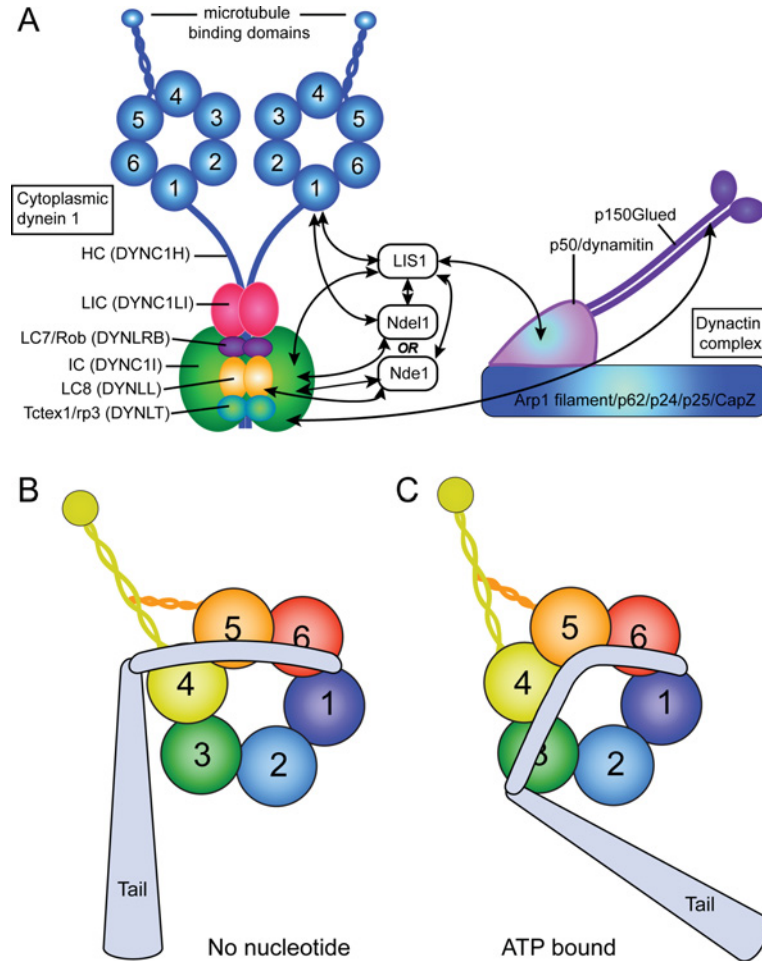 A
microtubule
binding domains
4
5
3
6
2
1
4
3
5
2
6
1
Cytoplasmic
dynein 1
HC (DYNC1H)
LIC (DYNC1LI)
LC7/Rob (DYNLRB)
IC (DYNC1I)
LC8 (DYNLL)
Tctex1/rp3 (DYNLT)
LIS1
Ndel1
OR
Nde1
p150Glued
p50/dynamitin
Dynactin
complex
Arp1 filament/p62/p24/p25/CapZ
B
5
6
4
1
3
2
Tail
No nucleotide
C
5
6
4
1
3
2
Tail
ATP bound